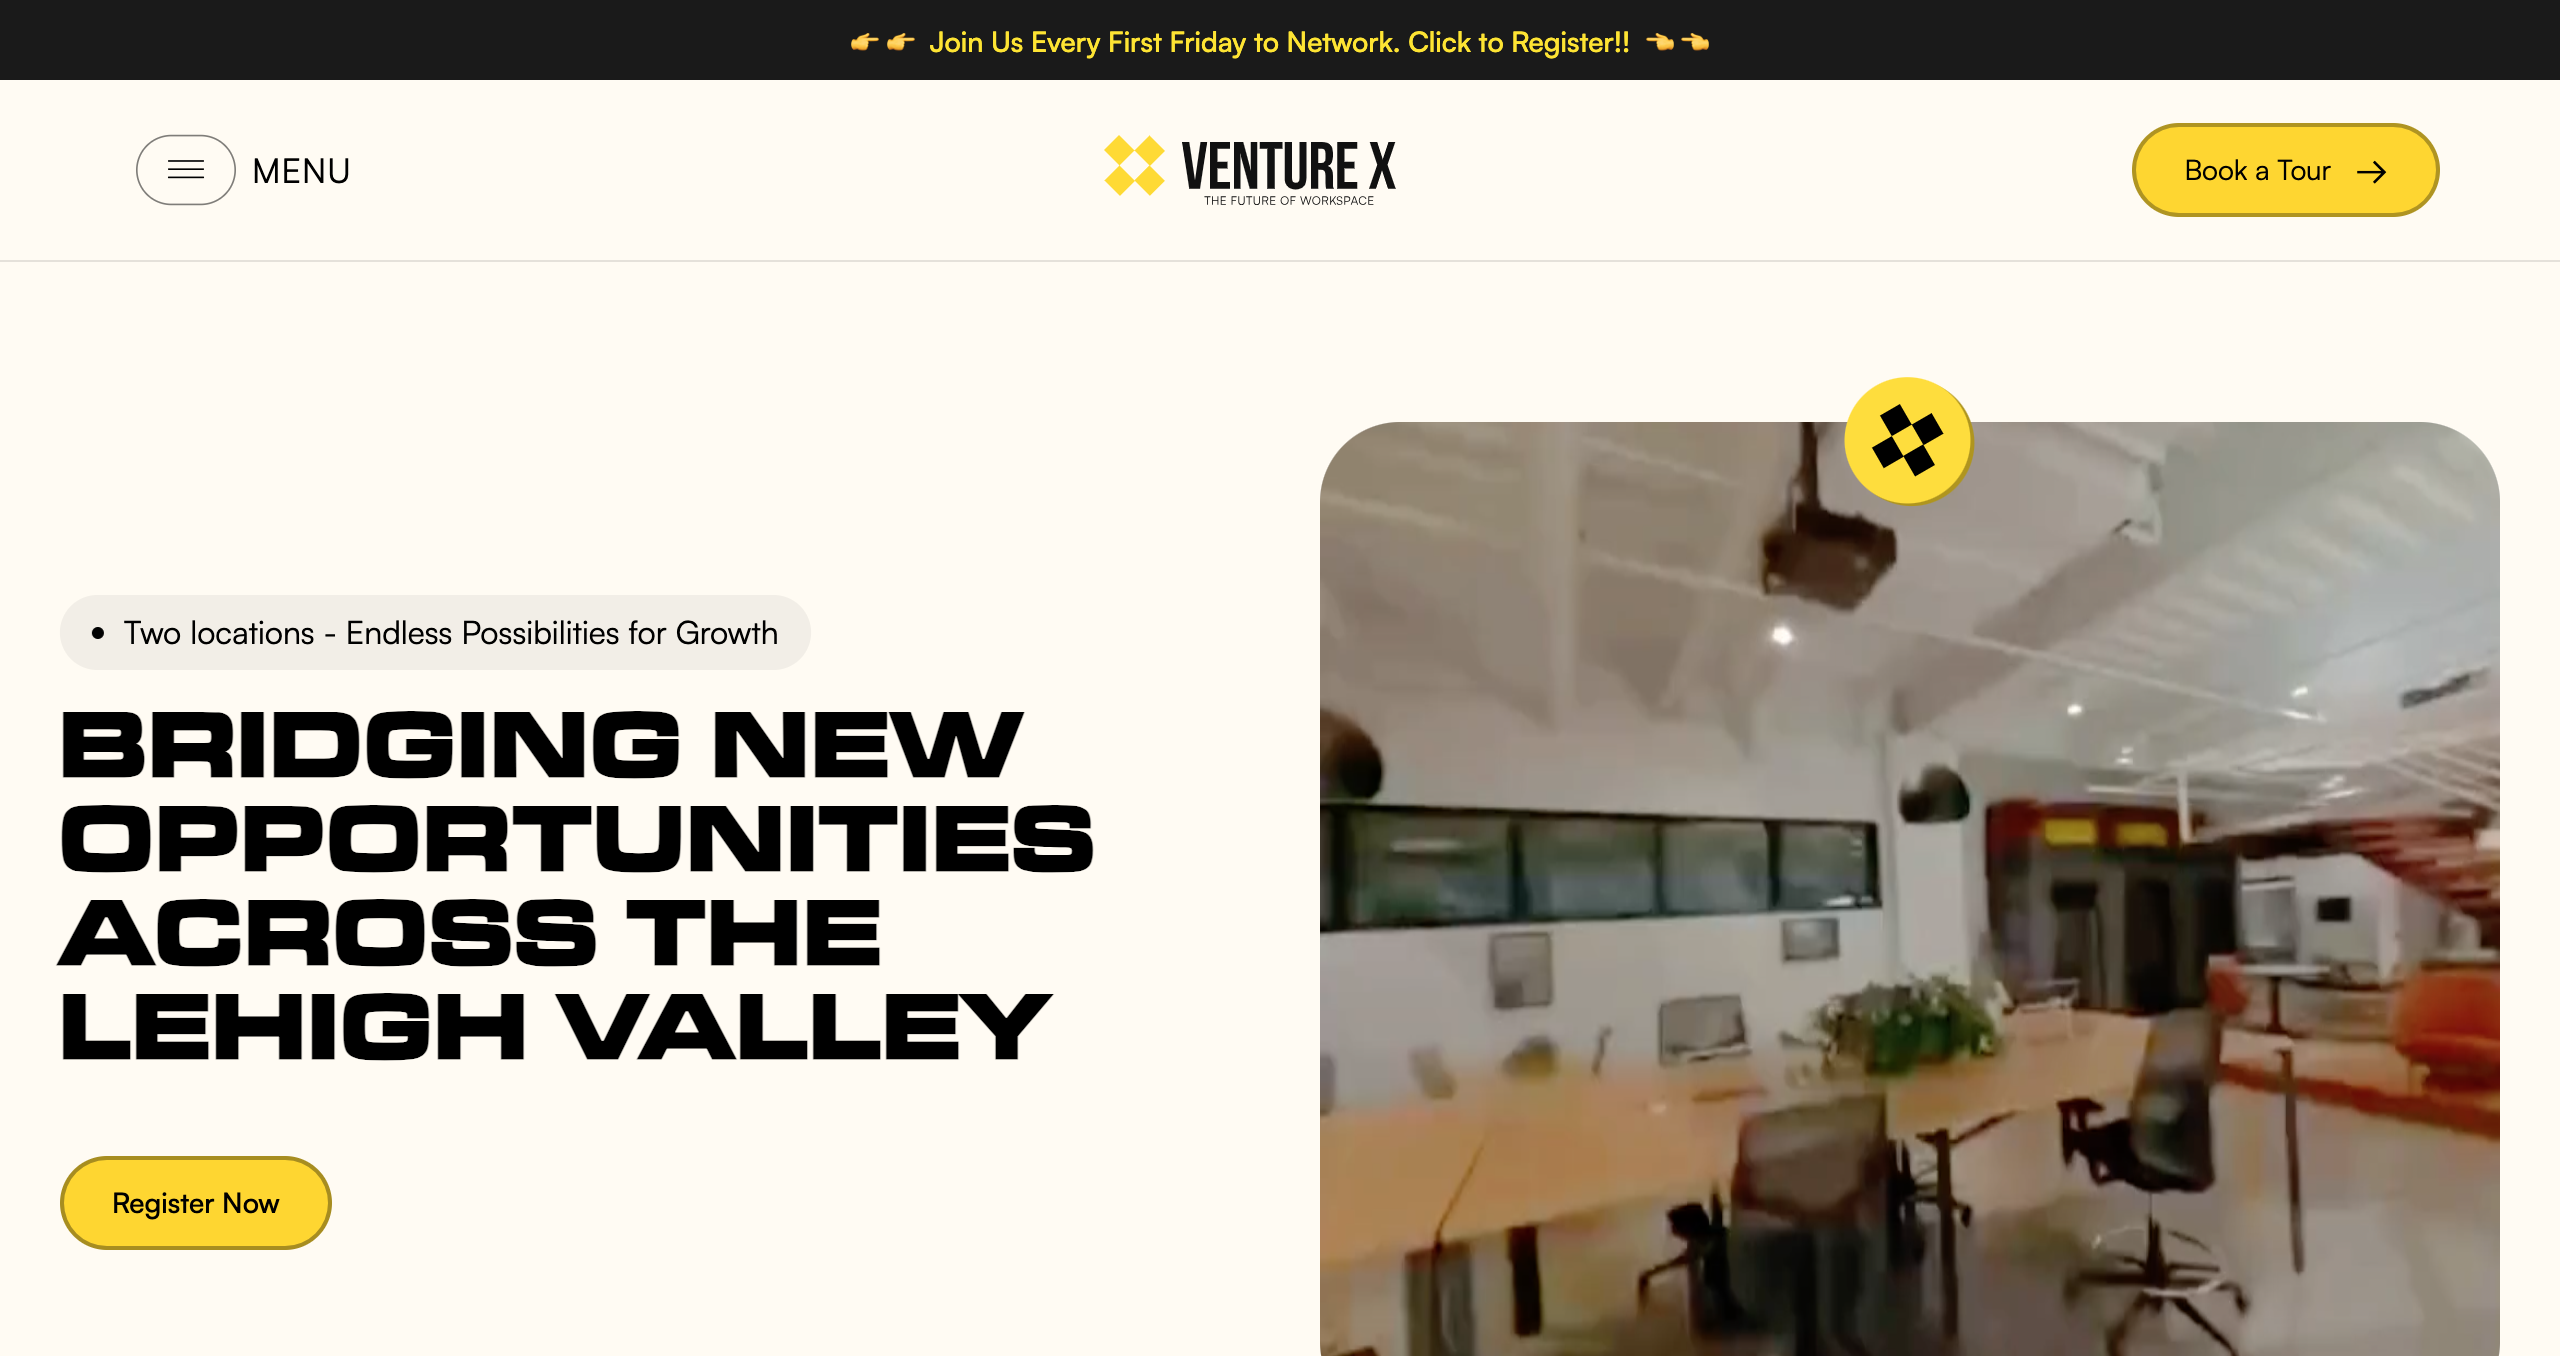 👉👉 Join Us Every First Friday to Network. Click to Register!! 👈👈
MENU
VENTURE X
THE FUTURE OF WORKSPACE
Book a Tour →
• Two locations - Endless Possibilities for Growth
BRIDGING NEW
OPPORTUNITIES
ACROSS THE
LEHIGH VALLEY
Register Now